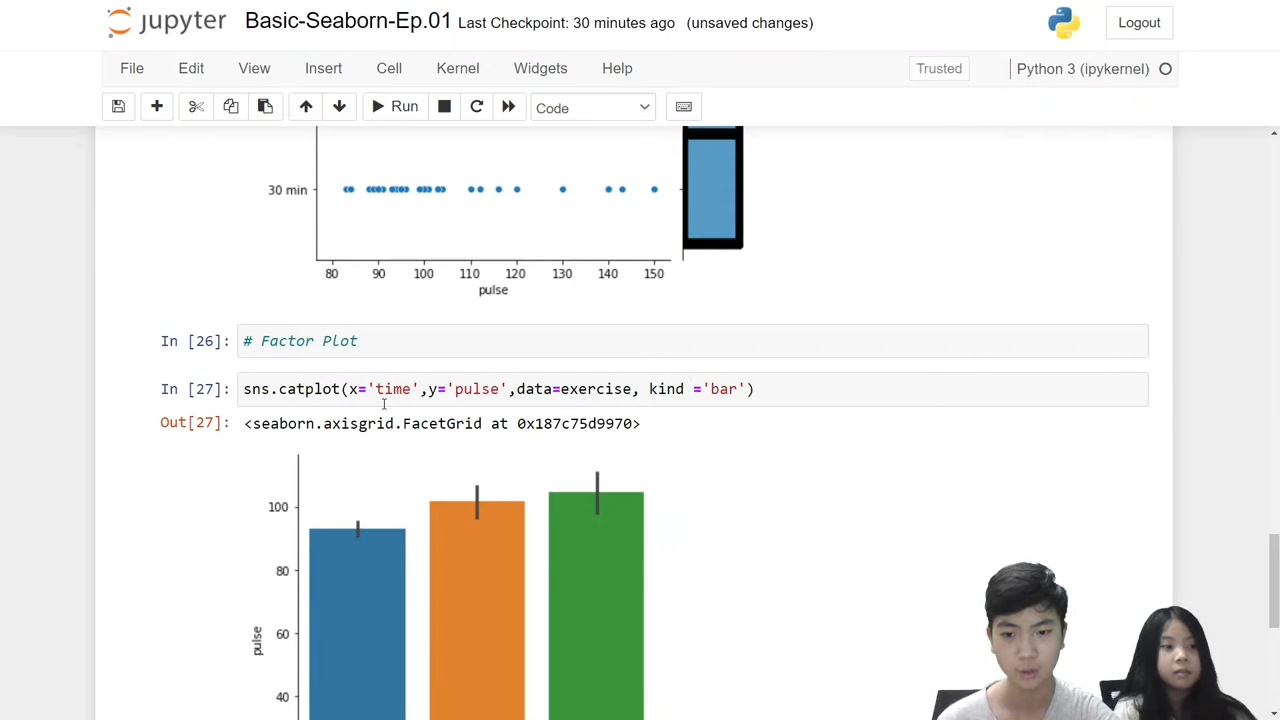 jupyter Basic-Seaborn-Ep.01 Last Checkpoint: 30 minutes ago (unsaved changes) Logout
File Edit View Insert Cell Kernel Widgets Help Trusted Python 3 (ipykernel)
Run Code
30 min
80 90 100 110 120 130 140 150
pulse
In [26]: # Factor Plot
In [27]: sns.catplot(x='time',y='pulse',data=exercise, kind ='bar')
Out[27]: <seaborn.axisgrid.FacetGrid at 0x187c75d9970>
100
80
60
pulse
40